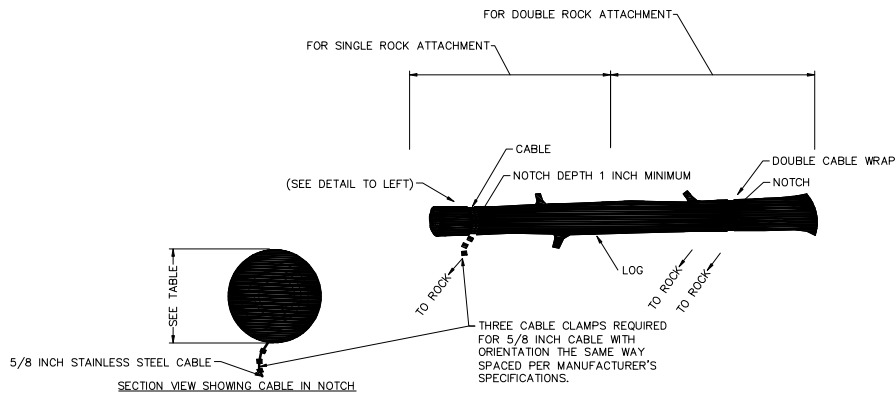 FOR DOUBLE ROCK ATTACHMENT
FOR SINGLE ROCK ATTACHMENT
CABLE
DOUBLE CABLE WRAP
(SEE DETAIL TO LEFT)
NOTCH DEPTH 1 INCH MINIMUM
NOTCH
LOG
TO ROCK
TO ROCK
TO ROCK
SEE TABLE
THREE CABLE CLAMPS REQUIRED
FOR 5/8 INCH CABLE WITH
ORIENTATION THE SAME WAY
SPACED PER MANUFACTURER'S
SPECIFICATIONS.
5/8 INCH STAINLESS STEEL CABLE
SECTION VIEW SHOWING CABLE IN NOTCH